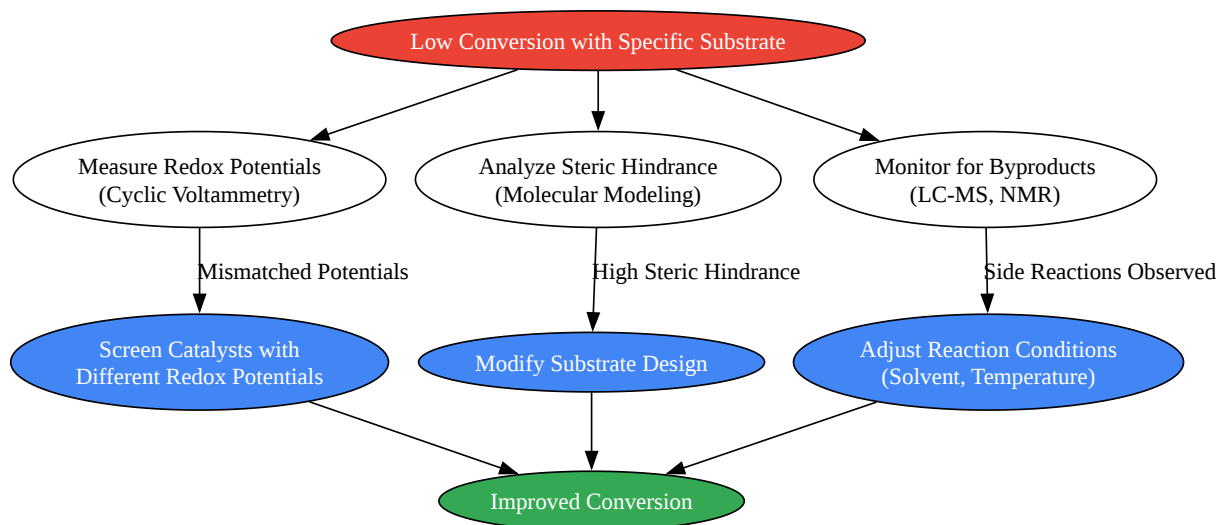 Low Conversion with Specific Substrate
Measure Redox Potentials
(Cyclic Voltammetry)
Analyze Steric Hindrance
(Molecular Modeling)
Monitor for Byproducts
(LC-MS, NMR)
Mismatched Potentials
High Steric Hindrance
Side Reactions Observed
Screen Catalysts with
Different Redox Potentials
Modify Substrate Design
Adjust Reaction Conditions
(Solvent, Temperature)
Improved Conversion